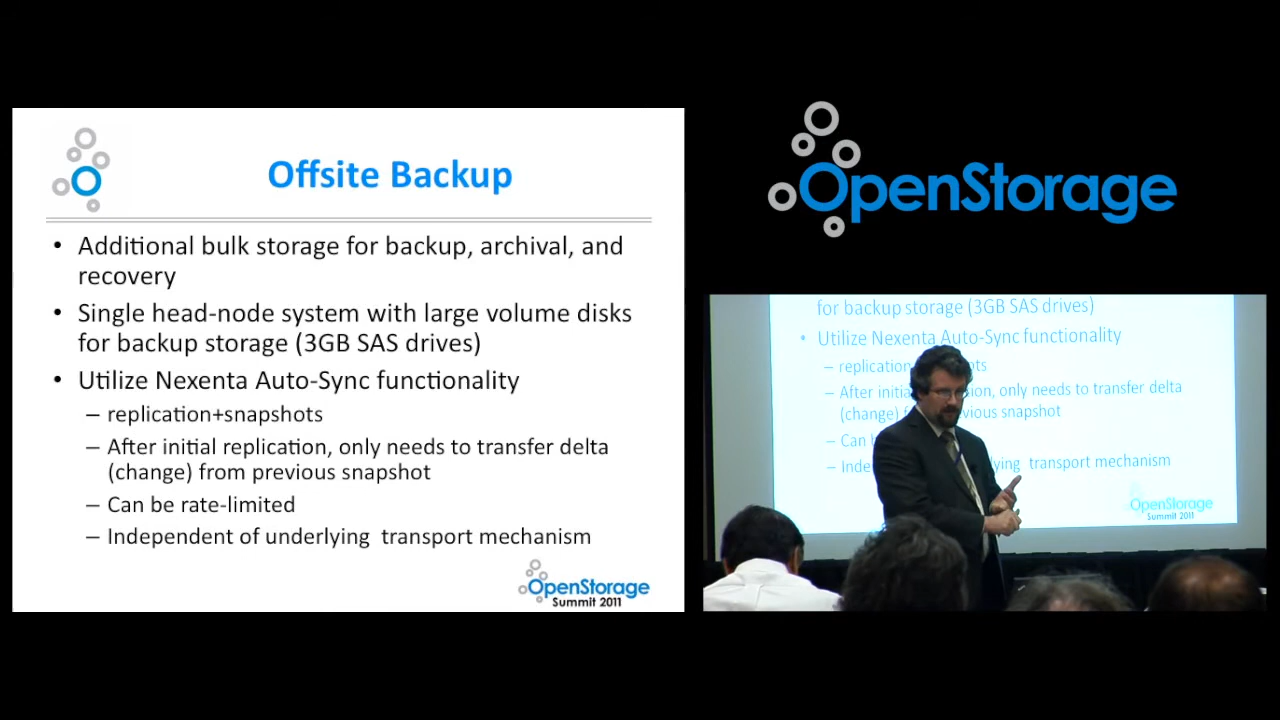 Offsite Backup
• Additional bulk storage for backup, archival, and
recovery
• Single head-node system with large volume disks
for backup storage (3GB SAS drives)
• Utilize Nexenta Auto-Sync functionality
– replication+snapshots
– After initial replication, only needs to transfer delta
(change) from previous snapshot
– Can be rate-limited
– Independent of underlying transport mechanism
OpenStorage
Summit 2011
OpenStorage
for backup storage (3GB SAS drives)
• Utilize Nexenta Auto-Sync functionality
– replication
– After only needs to transfer delta
(change) previous snapshot
– Can
– transport mechanism
OpenStorage
Summit 2011